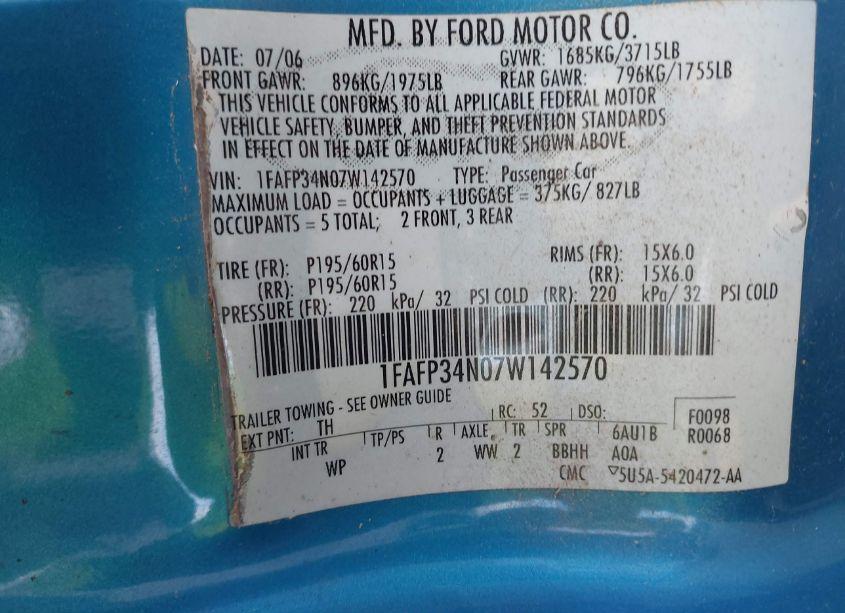 MFD. BY FORD MOTOR CO.
DATE: 07/06 GVWR: 1685KG/3715LB
FRONT GAWR: 896KG/1975LB REAR GAWR: 796KG/1755LB
THIS VEHICLE CONFORMS TO ALL APPLICABLE FEDERAL MOTOR
VEHICLE SAFETY, BUMPER, AND THEFT PREVENTION STANDARDS
IN EFFECT ON THE DATE OF MANUFACTURE SHOWN ABOVE.
VIN: 1FAFP34N07W142570 TYPE: Passenger Car
MAXIMUM LOAD = OCCUPANTS + LUGGAGE = 375KG/ 827LB
OCCUPANTS = 5 TOTAL; 2 FRONT, 3 REAR
TIRE (FR): P195/60R15 RIMS (FR): 15X6.0
(RR): P195/60R15 (RR): 15X6.0
PRESSURE (FR): 220 kPa/ 32 PSI COLD (RR): 220 kPa/ 32 PSI COLD
1FAFP34N07W142570
TRAILER TOWING - SEE OWNER GUIDE RC: 52 DSO: F0098
EXT PNT: TH R0068
INT TR TP/PS R AXLE TR SPR 6AU1B
WP 2 WW 2 BBHH AOA
CMC ▽5U5A-5420472-AA